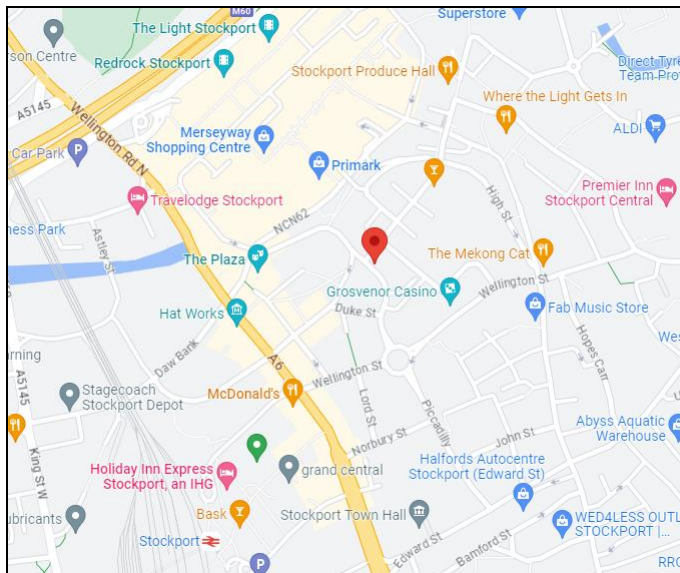 M60
The Light Stockport
Superstore
rson Centre
Redrock Stockport
Stockport Produce Hall
Direct Tyre
Team Pro
A5145
Wellington Rd N
Where the Light Gets In
Merseyway
Shopping Centre
ALDI
Car Park
P
Primark
Premier Inn
Stockport Central
Travelodge Stockport
NCN62
High St
ness Park
Astley St
The Plaza
The Mekong Cat
Grosvenor Casino
Wellington St
Hat Works
Duke St
Fab Music Store
Wes
arning
Daw Bank
A6
Hopes Carr
A5145
Stagecoach
Stockport Depot
McDonald's
Wellington St
Lord St
Piccadilly
Abyss Aquatic
Warehouse
King St W
Norbury St
John St
Halfords Autocentre
Stockport (Edward St)
Holiday Inn Express
Stockport, an IHG
grand central
ubricants
Bask
Stockport Town Hall
WED4LESS OUTL
STOCKPORT |...
Stockport
P
Edward St
Bamford St
RRG